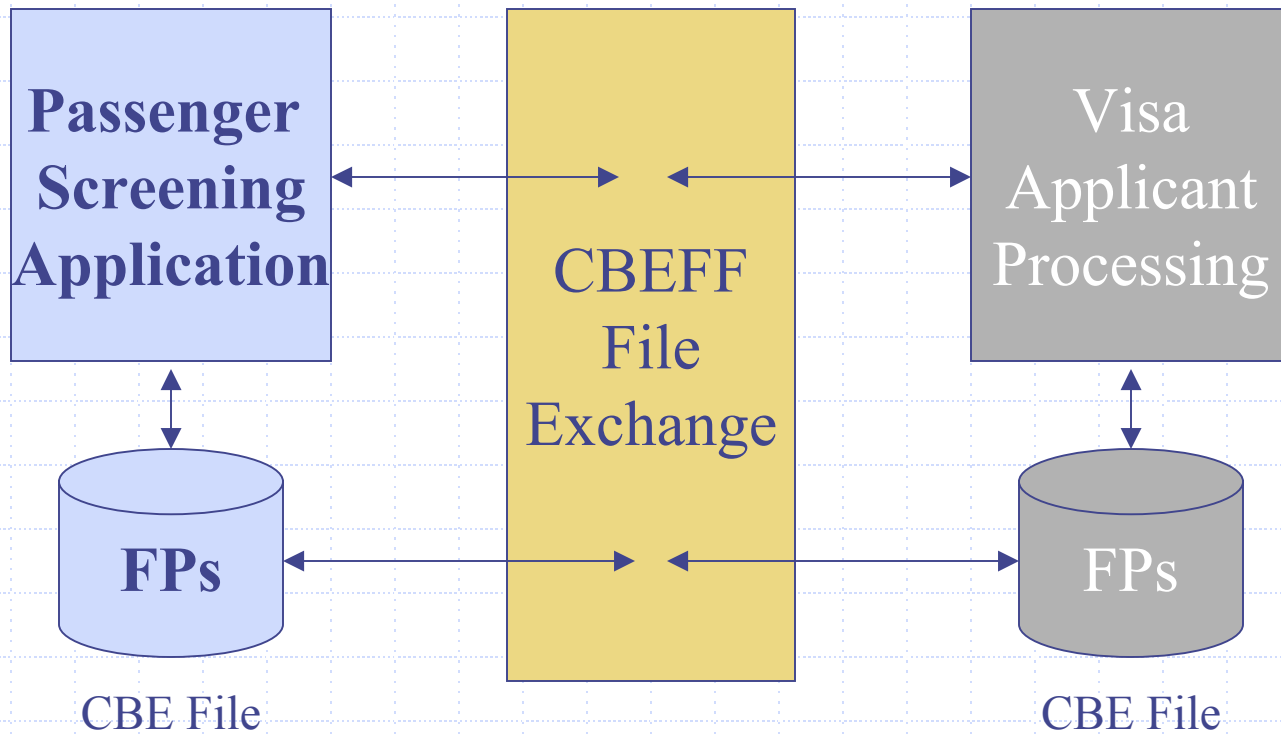 Passenger
Screening
Application
CBEFF
File
Exchange
Visa
Applicant
Processing
FPs
FPs
CBE File
CBE File